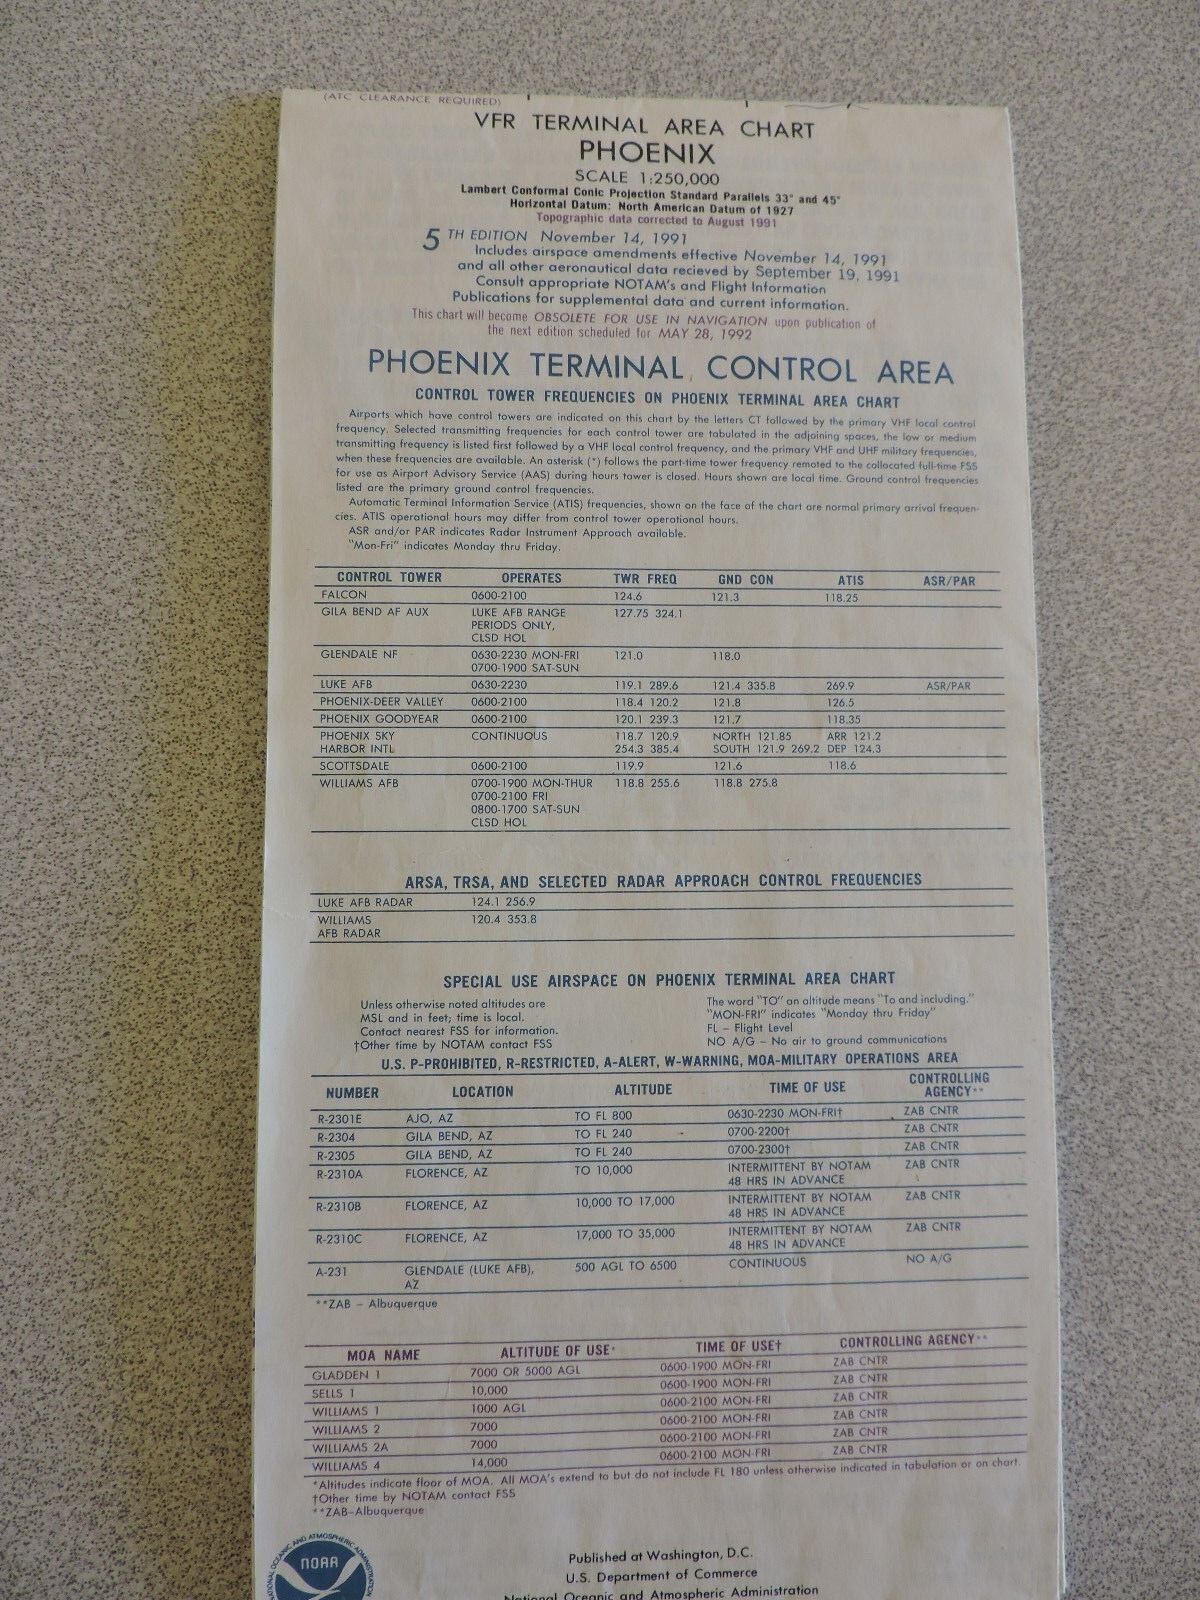 (ATC CLEARANCE REQUIRED)
VFR TERMINAL AREA CHART
PHOENIX
SCALE 1:250,000
Lambert Conformal Conic Projection Standard Parallels 33° and 45°
Horizontal Datum: North American Datum of 1927
Topographic data corrected to August 1991
5TH EDITION November 14, 1991
Includes airspace amendments effective November 14, 1991
and all other aeronautical data recieved by September 19, 1991
Consult appropriate NOTAM's and Flight Information
Publications for supplemental data and current information.
This chart will become OBSOLETE FOR USE IN NAVIGATION upon publication of
the next edition scheduled for MAY 28, 1992
PHOENIX TERMINAL CONTROL AREA
CONTROL TOWER FREQUENCIES ON PHOENIX TERMINAL AREA CHART
Airports which have control towers are indicated on this chart by the letters CT followed by the primary VHF local control
frequency. Selected transmitting frequencies for each control tower are tabulated in the adjoining spaces, the low or medium
transmitting frequency is listed first followed by a VHF local control frequency, and the primary VHF and UHF military frequencies,
when these frequencies are available. An asterisk (*) follows the part-time tower frequency remoted to the collocated full-time FSS
for use as Airport Advisory Service (AAS) during hours tower is closed. Hours shown are local time. Ground control frequencies
listed are the primary ground control frequencies.
Automatic Terminal Information Service (ATIS) frequencies, shown on the face of the chart are normal primary arrival frequen-
cies. ATIS operational hours may differ from control tower operational hours.
ASR and/or PAR indicates Radar Instrument Approach available.
"Mon-Fri" indicates Monday thru Friday.
CONTROL TOWER OPERATES TWR FREQ GND CON ATIS ASR/PAR
FALCON 0600-2100 124.6 121.3 118.25
GILA BEND AF AUX LUKE AFB RANGE 127.75 324.1
PERIODS ONLY,
CLSD HOL
GLENDALE NF 0630-2230 MON-FRI 121.0 118.0
0700-1900 SAT-SUN
LUKE AFB 0630-2230 119.1 289.6 121.4 335.8 269.9 ASR/PAR
PHOENIX-DEER VALLEY 0600-2100 118.4 120.2 121.8 126.5
PHOENIX GOODYEAR 0600-2100 120.1 239.3 121.7 118.35
PHOENIX SKY CONTINUOUS 118.7 120.9 NORTH 121.85 ARR 121.2
HARBOR INTL 254.3 385.4 SOUTH 121.9 269.2 DEP 124.3
SCOTTSDALE 0600-2100 119.9 121.6 118.6
WILLIAMS AFB 0700-1900 MON-THUR 118.8 255.6 118.8 275.8
0700-2100 FRI
0800-1700 SAT-SUN
CLSD HOL
ARSA, TRSA, AND SELECTED RADAR APPROACH CONTROL FREQUENCIES
LUKE AFB RADAR 124.1 256.9
WILLIAMS 120.4 353.8
AFB RADAR
SPECIAL USE AIRSPACE ON PHOENIX TERMINAL AREA CHART
Unless otherwise noted altitudes are
MSL and in feet; time is local.
Contact nearest FSS for information.
†Other time by NOTAM contact FSS
The word "TO" an altitude means "To and including."
"MON-FRI" indicates "Monday thru Friday"
FL – Flight Level
NO A/G – No air to ground communications
U.S. P-PROHIBITED, R-RESTRICTED, A-ALERT, W-WARNING, MOA-MILITARY OPERATIONS AREA
NUMBER LOCATION ALTITUDE TIME OF USE CONTROLLING
AGENCY**
R-2301E AJO, AZ TO FL 800 0630-2230 MON-FRI† ZAB CNTR
R-2304 GILA BEND, AZ TO FL 240 0700-2200† ZAB CNTR
R-2305 GILA BEND, AZ TO FL 240 0700-2300† ZAB CNTR
R-2310A FLORENCE, AZ TO 10,000 INTERMITTENT BY NOTAM ZAB CNTR
48 HRS IN ADVANCE
R-2310B FLORENCE, AZ 10,000 TO 17,000 INTERMITTENT BY NOTAM ZAB CNTR
48 HRS IN ADVANCE
R-2310C FLORENCE, AZ 17,000 TO 35,000 INTERMITTENT BY NOTAM ZAB CNTR
48 HRS IN ADVANCE
A-231 GLENDALE (LUKE AFB), 500 AGL TO 6500 CONTINUOUS NO A/G
AZ
**ZAB – Albuquerque
MOA NAME ALTITUDE OF USE* TIME OF USE† CONTROLLING AGENCY**
GLADDEN 1 7000 OR 5000 AGL 0600-1900 MON-FRI ZAB CNTR
SELLS 1 10,000 0600-1900 MON-FRI ZAB CNTR
WILLIAMS 1 1000 AGL 0600-2100 MON-FRI ZAB CNTR
WILLIAMS 2 7000 0600-2100 MON-FRI ZAB CNTR
WILLIAMS 2A 7000 0600-2100 MON-FRI ZAB CNTR
WILLIAMS 4 14,000 0600-2100 MON-FRI ZAB CNTR
*Altitudes indicate floor of MOA. All MOA's extend to but do not include FL 180 unless otherwise indicated in tabulation or on chart.
†Other time by NOTAM contact FSS
**ZAB–Albuquerque
NATIONAL OCEANIC AND ATMOSPHERIC ADMINISTRATION
NOAA
Published at Washington, D.C.
U.S. Department of Commerce
National Oceanic and Atmospheric Administration